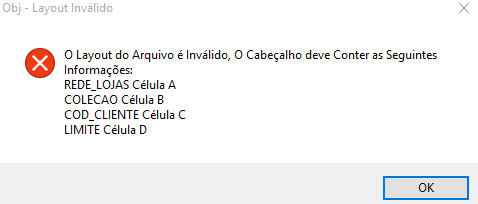 Obj - Layout Inválido
O Layout do Arquivo é Inválido, O Cabeçalho deve Conter as Seguintes
Informações:
REDE_LOJAS Célula A
COLECAO Célula B
COD_CLIENTE Célula C
LIMITE Célula D
OK